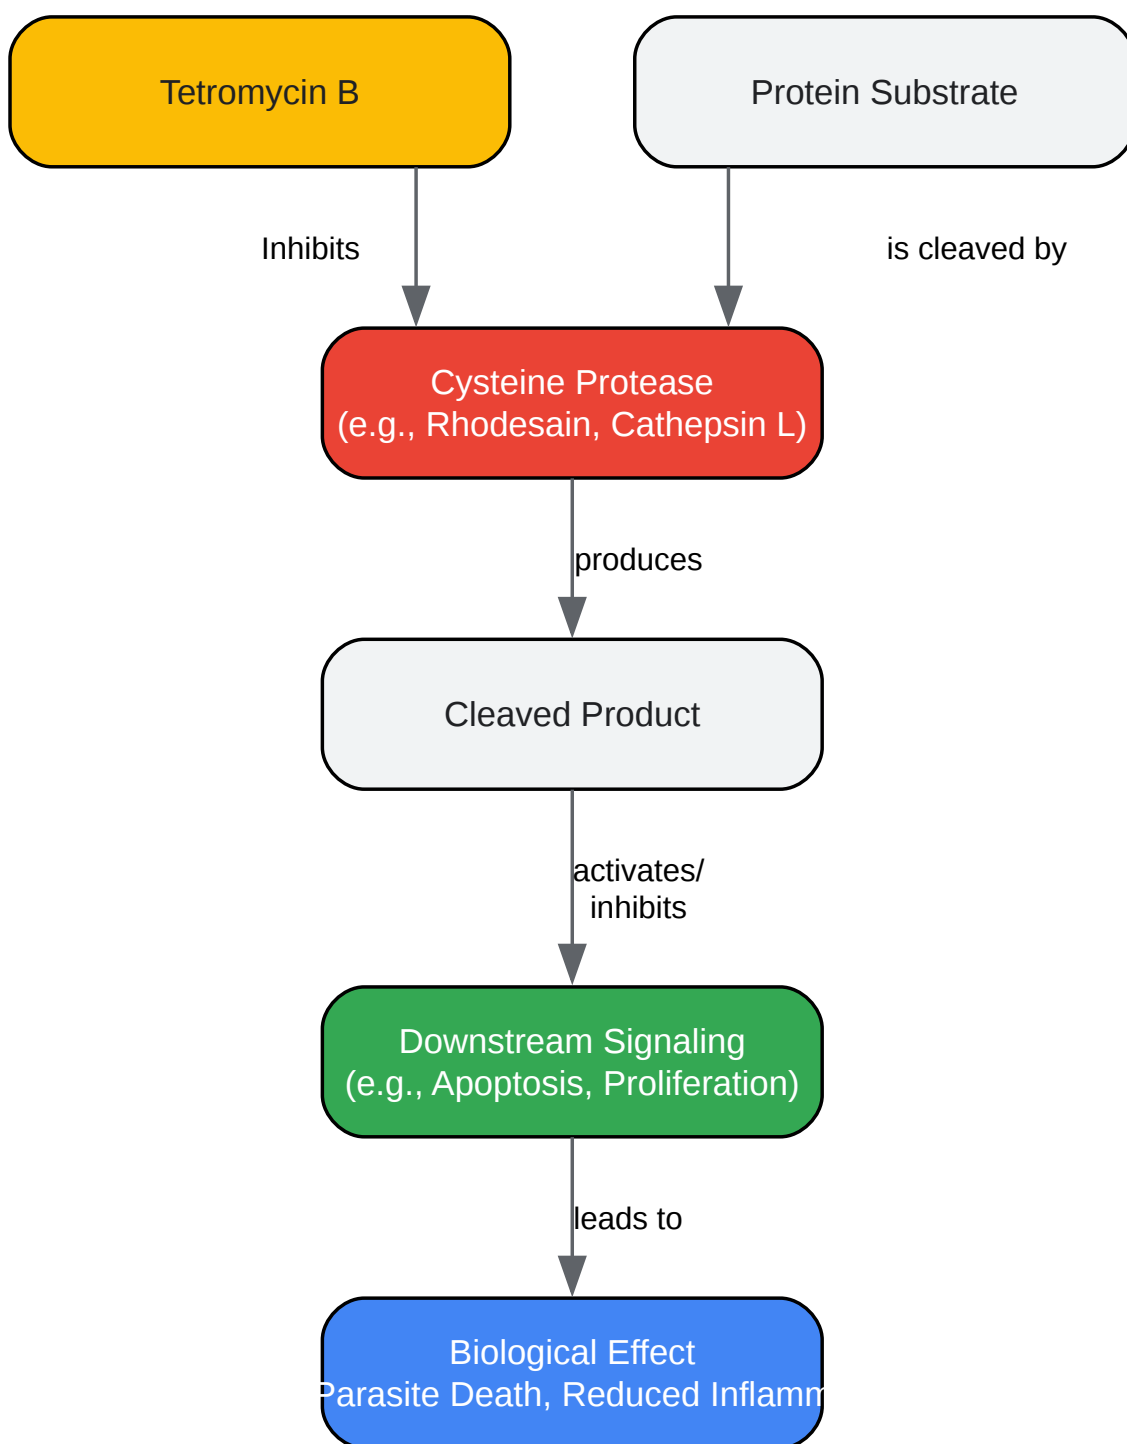 Tetromycin B
Protein Substrate
Inhibits
is cleaved by
Cysteine Protease
(e.g., Rhodesain, Cathepsin L)
produces
Cleaved Product
activates/
inhibits
Downstream Signaling
(e.g., Apoptosis, Proliferation)
leads to
Biological Effect
Parasite Death, Reduced